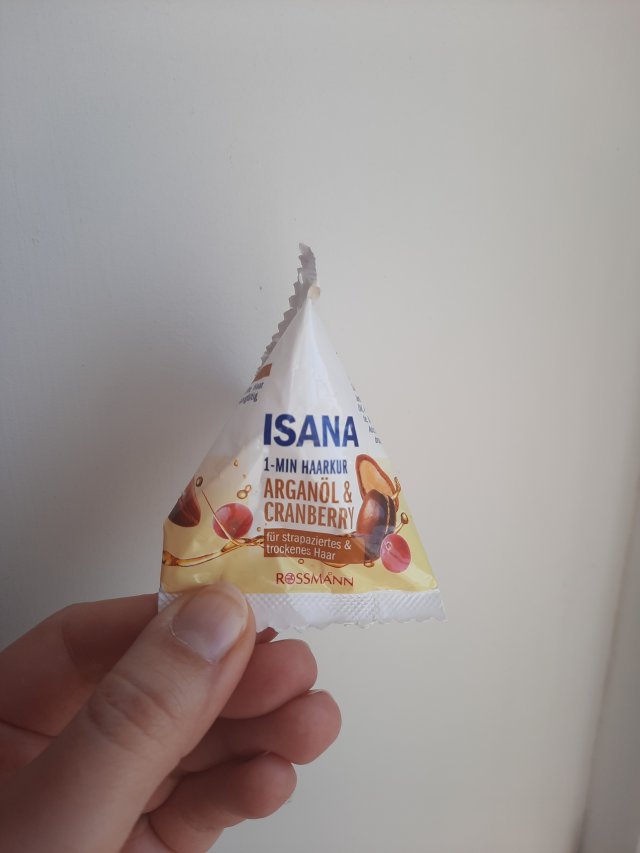 ISANA
1-MIN HAARKUR
ARGANÖL &
CRANBERRY
für strapaziertes &
trockenes Haar
ROSSMANN